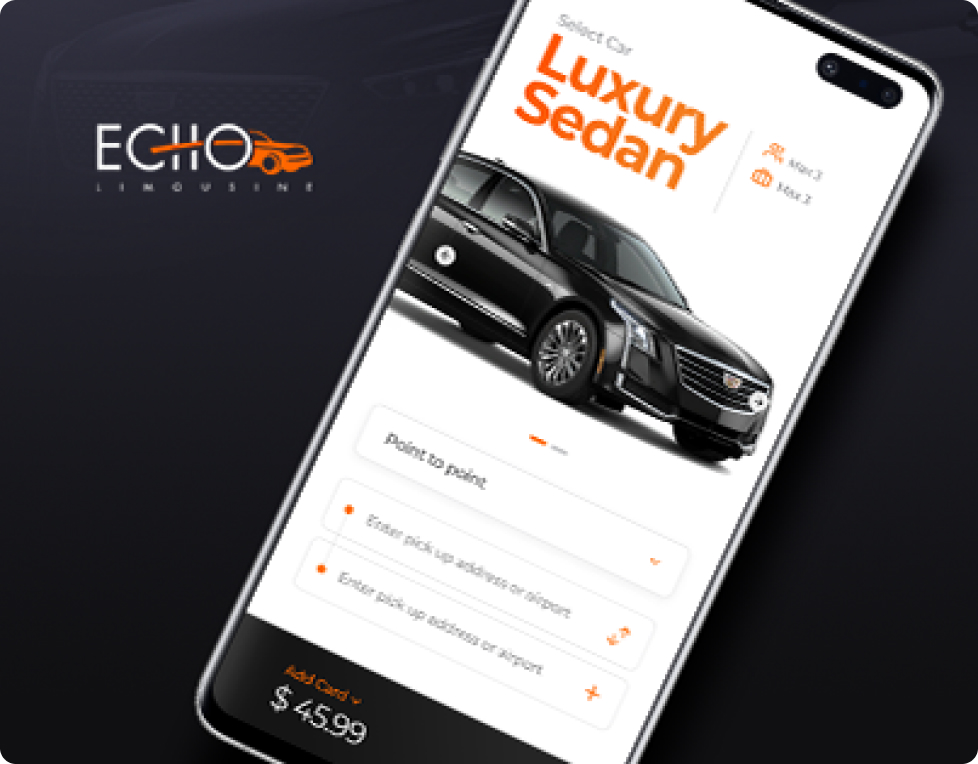 ECHO
LIMOUSINE
Select Car
Luxury
Sedan
Max 3
Max 3
Point to point
Enter pick up address or airport
Enter pick up address or airport
Add Card
$ 45.99